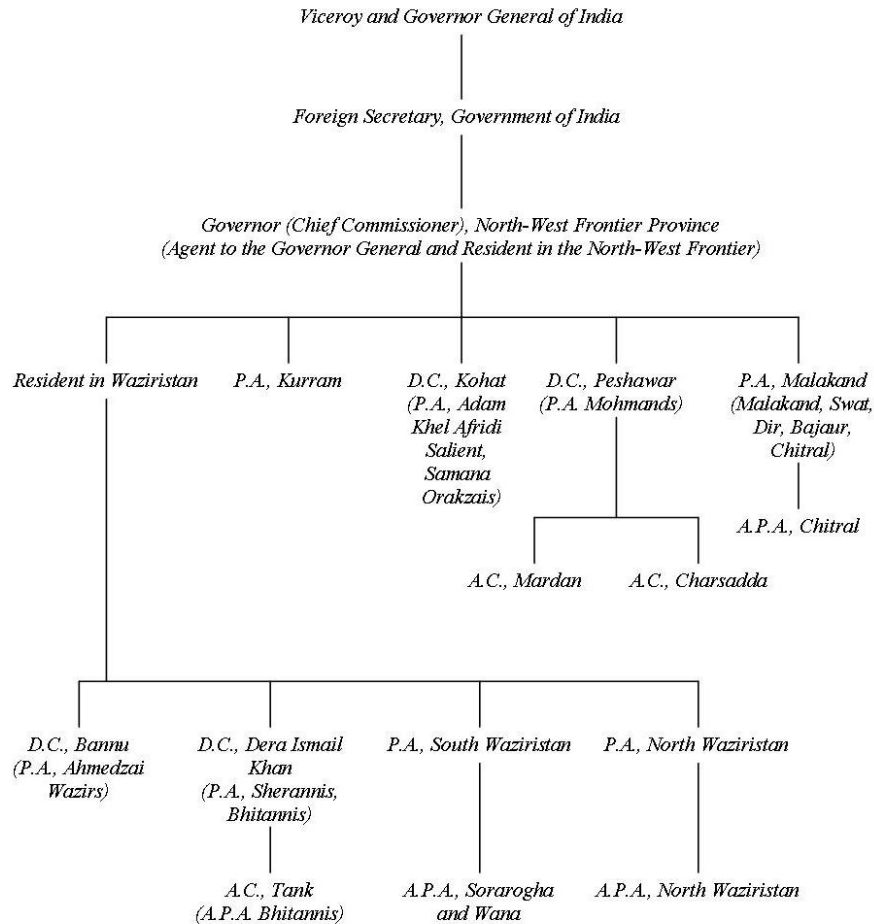 Viceroy and Governor General of India
Foreign Secretary, Government of India
Governor (Chief Commissioner), North-West Frontier Province
(Agent to the Governor General and Resident in the North-West Frontier)
Resident in Waziristan
P.A., Kurram
D.C., Kohat
(P.A., Adam
Khel Afridi
Salient,
Samana
Orakzais)
D.C., Peshawar
(P.A. Mohmands)
P.A., Malakand
(Malakand, Swat,
Dir, Bajaur,
Chitral)
A.P.A., Chitral
A.C., Mardan
A.C., Charsadda
D.C., Bannu
(P.A., Ahmedzai
Wazirs)
D.C., Dera Ismail
Khan
(P.A., Sherannis,
Bhitannis)
P.A., South Waziristan
P.A., North Waziristan
A.C., Tank
(A.P.A. Bhitannis)
A.P.A., Sorarogha
and Wana
A.P.A., North Waziristan